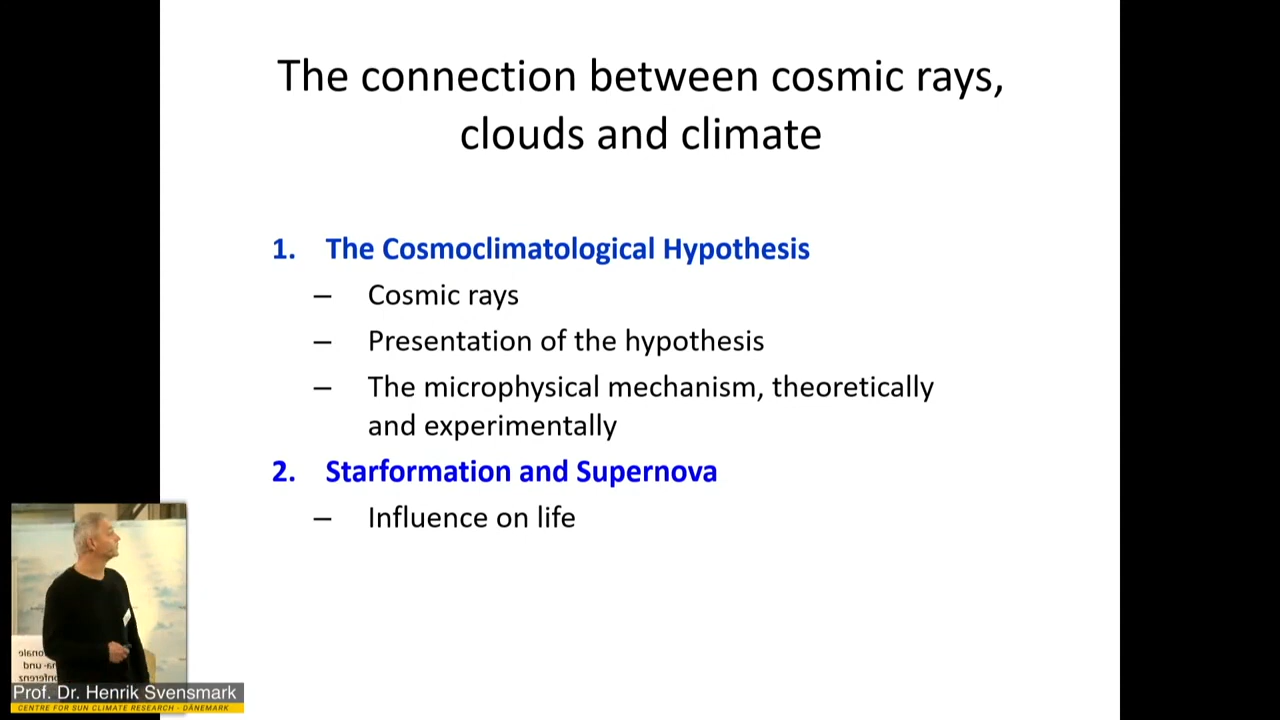 The connection between cosmic rays,
clouds and climate
1. The Cosmoclimatological Hypothesis
– Cosmic rays
– Presentation of the hypothesis
– The microphysical mechanism, theoretically
and experimentally
2. Starformation and Supernova
– Influence on life
Prof. Dr. Henrik Svensmark
CENTRE FOR SUN CLIMATE RESEARCH - DÄNEMARK